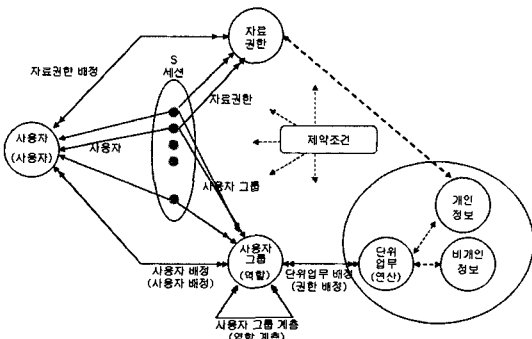 자료
권한
S
세션
자료권한 배정
자료권한
사용자
(사용자)
사용자
제약조건
사용자 그룹
개인
정보
사용자
그룹
(역할)
단위
업무
(연산)
비개인
정보
사용자 배정
(사용자 배정)
단위업무 배정
(권한 배정)
사용자 그룹 계층
(역할 계층)